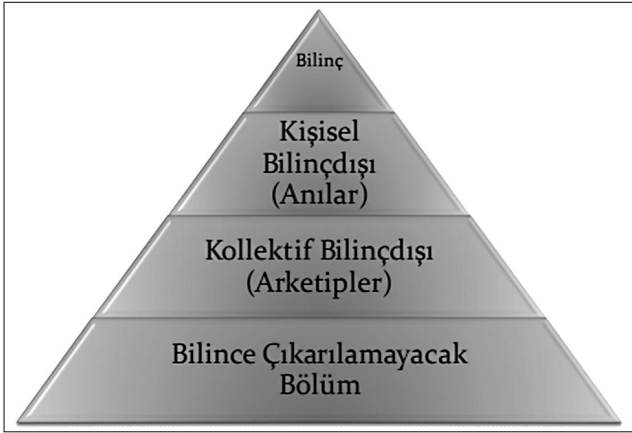 Bilinç
Kişisel
Bilinçdışı
(Anılar)
Kollektif Bilinçdışı
(Arketipler)
Bilince Çıkarılamayacak
Bölüm